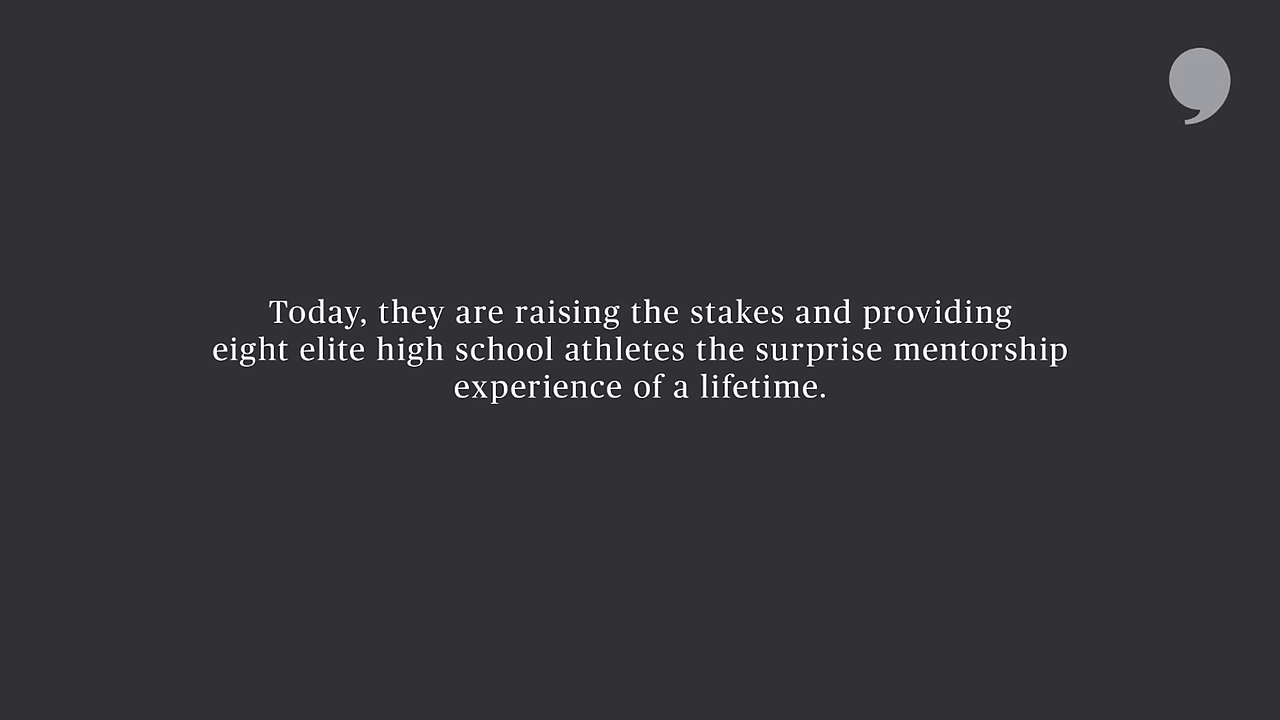 Today, they are raising the stakes and providing
eight elite high school athletes the surprise mentorship
experience of a lifetime.